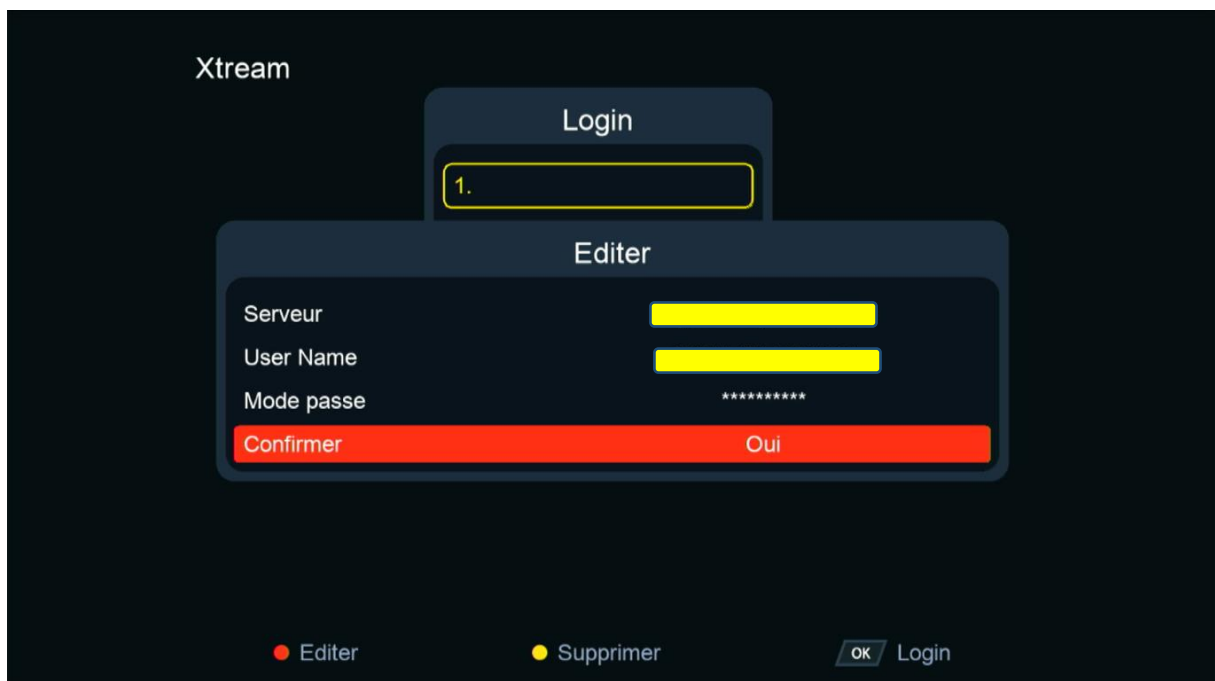 Xtream
Login
1.
Editer
Serveur
User Name
Mode passe **********
Confirmer Oui
Editer Supprimer OK Login